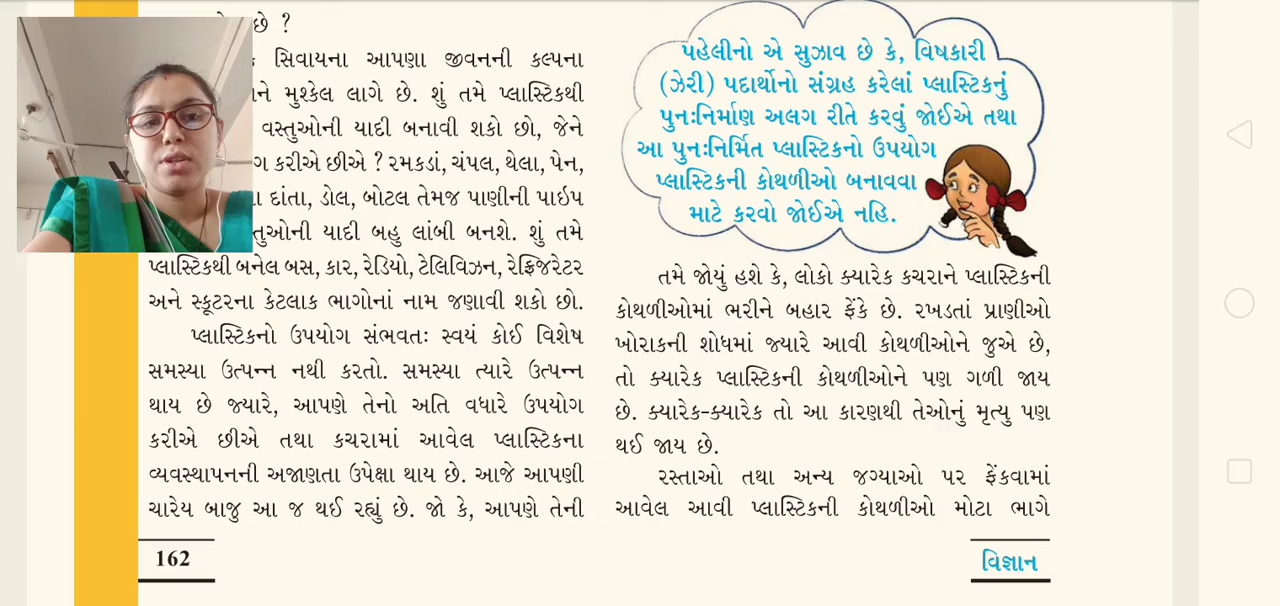 છે ?
સિવાયના આપણા જીવનની કલ્પના
મુશ્કેલ લાગે છે. શું તમે પ્લાસ્ટિકથી
વસ્તુઓની યાદી બનાવી શકો છો, જેને
કરીએ છીએ ? રમકડાં, ચંપલ, થેલા, પેન,
દાંતા, ડોલ, બોટલ તેમજ પાણીની પાઇપ
યાદી બહુ લાંબી બનશે. શું તમે
પ્લાસ્ટિકથી બનેલ બસ, કાર, રેડિયો, ટેલિવિઝન, રેફ્રિજરેટર
અને સ્કૂટરના કેટલાક ભાગોનાં નામ જણાવી શકો છો.
પ્લાસ્ટિકનો ઉપયોગ સંભવતઃ સ્વયં કોઈ વિશેષ
સમસ્યા ઉત્પન્ન નથી કરતો. સમસ્યા ત્યારે ઉત્પન્ન
થાય છે જ્યારે, આપણે તેનો અતિ વધારે ઉપયોગ
કરીએ છીએ તથા કચરામાં આવેલ પ્લાસ્ટિકના
વ્યવસ્થાપનની અજાણતા ઉપેક્ષા થાય છે. આજે આપણી
ચારેય બાજુ આ જ થઈ રહ્યું છે. જો કે, આપણે તેની
162
પહેલીનો એ સુઝાવ છે કે, વિષકારી
(ઝેરી) પદાર્થોનો સંગ્રહ કરેલાં પ્લાસ્ટિકનું
પુનઃનિર્માણ અલગ રીતે કરવું જોઈએ તથા
આ પુનઃનિર્મિત પ્લાસ્ટિકનો ઉપયોગ
પ્લાસ્ટિકની કોથળીઓ બનાવવા
માટે કરવો જોઈએ નહિ.
તમે જોયું હશે કે, લોકો ક્યારેક કચરાને પ્લાસ્ટિકની
કોથળીઓમાં ભરીને બહાર ફેંકે છે. રખડતાં પ્રાણીઓ
ખોરાકની શોધમાં જ્યારે આવી કોથળીઓને જુએ છે,
તો ક્યારેક પ્લાસ્ટિકની કોથળીઓને પણ ગળી જાય
છે. ક્યારેક-ક્યારેક તો આ કારણથી તેઓનું મૃત્યુ પણ
થઈ જાય છે.
રસ્તાઓ તથા અન્ય જગ્યાઓ પર ફેંકવામાં
આવેલ આવી પ્લાસ્ટિકની કોથળીઓ મોટા ભાગે
વિજ્ઞાન